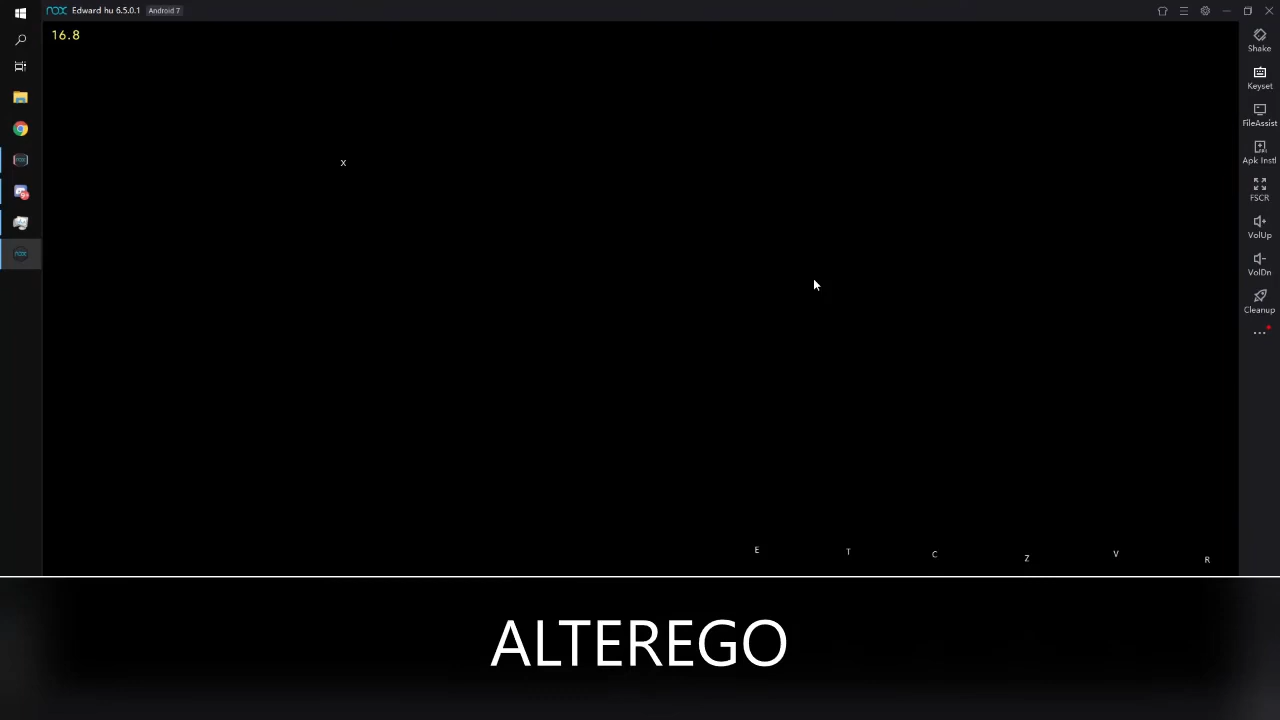 nox Edward hu 6.5.0.1 Android 7
16.8
Shake
Keyset
FileAssist
Apk Instl
FSCR
VolUp
VolDn
Cleanup
X
E T C Z V R
ALTEREGO